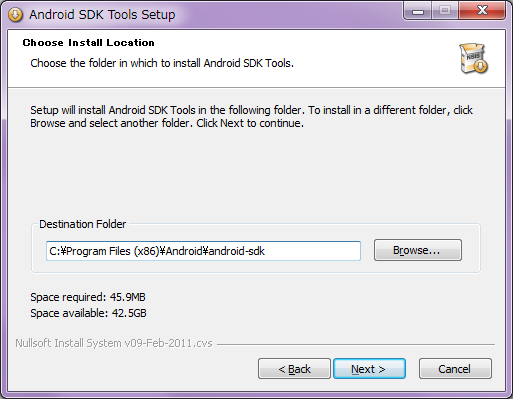 Android SDK Tools Setup
Choose Install Location
Choose the folder in which to install Android SDK Tools.
NSIS
Setup will install Android SDK Tools in the following folder. To install in a different folder, click
Browse and select another folder. Click Next to continue.
Destination Folder
C:¥Program Files (x86)¥Android¥android-sdk
Browse...
Space required: 45.9MB
Space available: 42.5GB
Nullsoft Install System v09-Feb-2011.cvs
< Back
Next >
Cancel